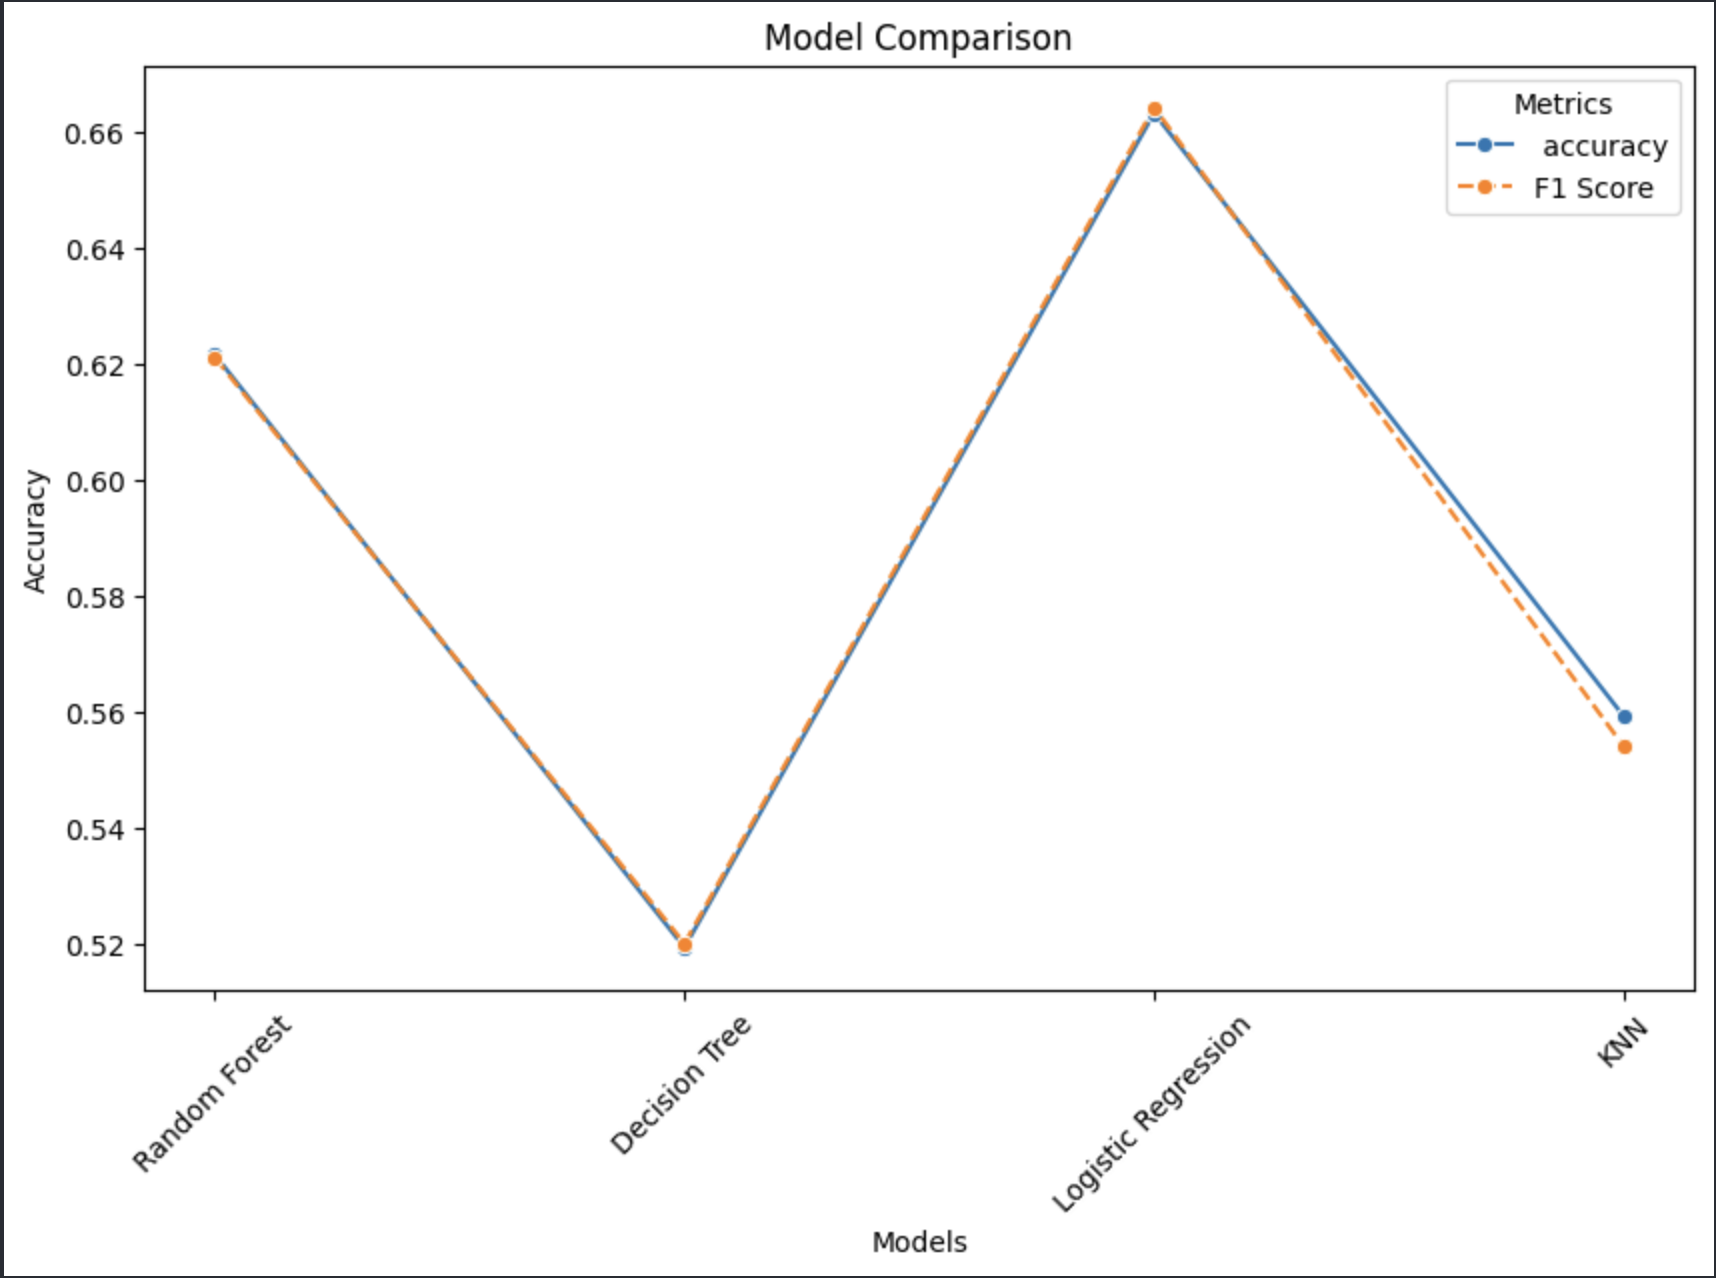 Model Comparison
Metrics
accuracy
F1 Score
Accuracy
0.66
0.64
0.62
0.60
0.58
0.56
0.54
0.52
Random Forest
Decision Tree
Logistic Regression
KNN
Models